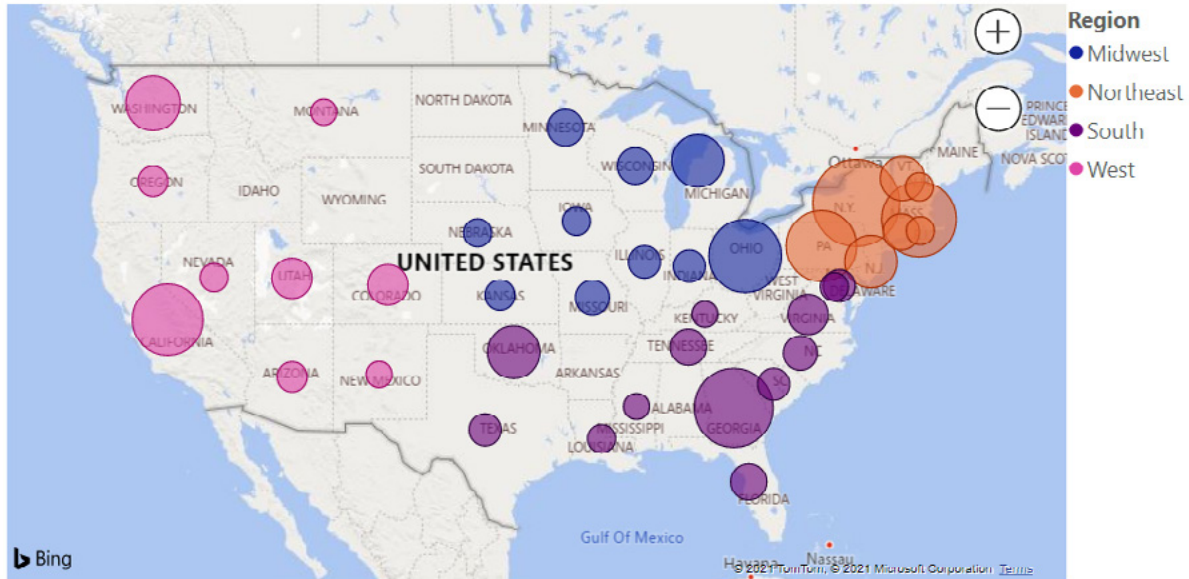 Region
Midwest
Northeast
South
West
WASHINGTON
MONTANA
NORTH DAKOTA
MINNESOTA
OREGON
IDAHO
WYOMING
SOUTH DAKOTA
WISCONSIN
MICHIGAN
Ottawa
VT
MAINE
PRINCE
EDWAR
ISLAND
NOVA SCOT
N.Y.
MASS
NEVADA
UTAH
COLORADO
NEBRASKA
IOWA
UNITED STATES
ILLINOIS
INDIANA
OHIO
PA
N.J.
KANSAS
MISSOURI
WEST
VIRGINIA
DELAWARE
KENTUCKY
VIRGINIA
CALIFORNIA
ARIZONA
NEW MEXICO
OKLAHOMA
ARKANSAS
TENNESSEE
NC
SC
TEXAS
LOUISIANA
MISSISSIPPI
ALABAMA
GEORGIA
FLORIDA
Gulf Of Mexico
Havana
Nassau
Bing
© 2021 TomTom, © 2021 Microsoft Corporation Terms